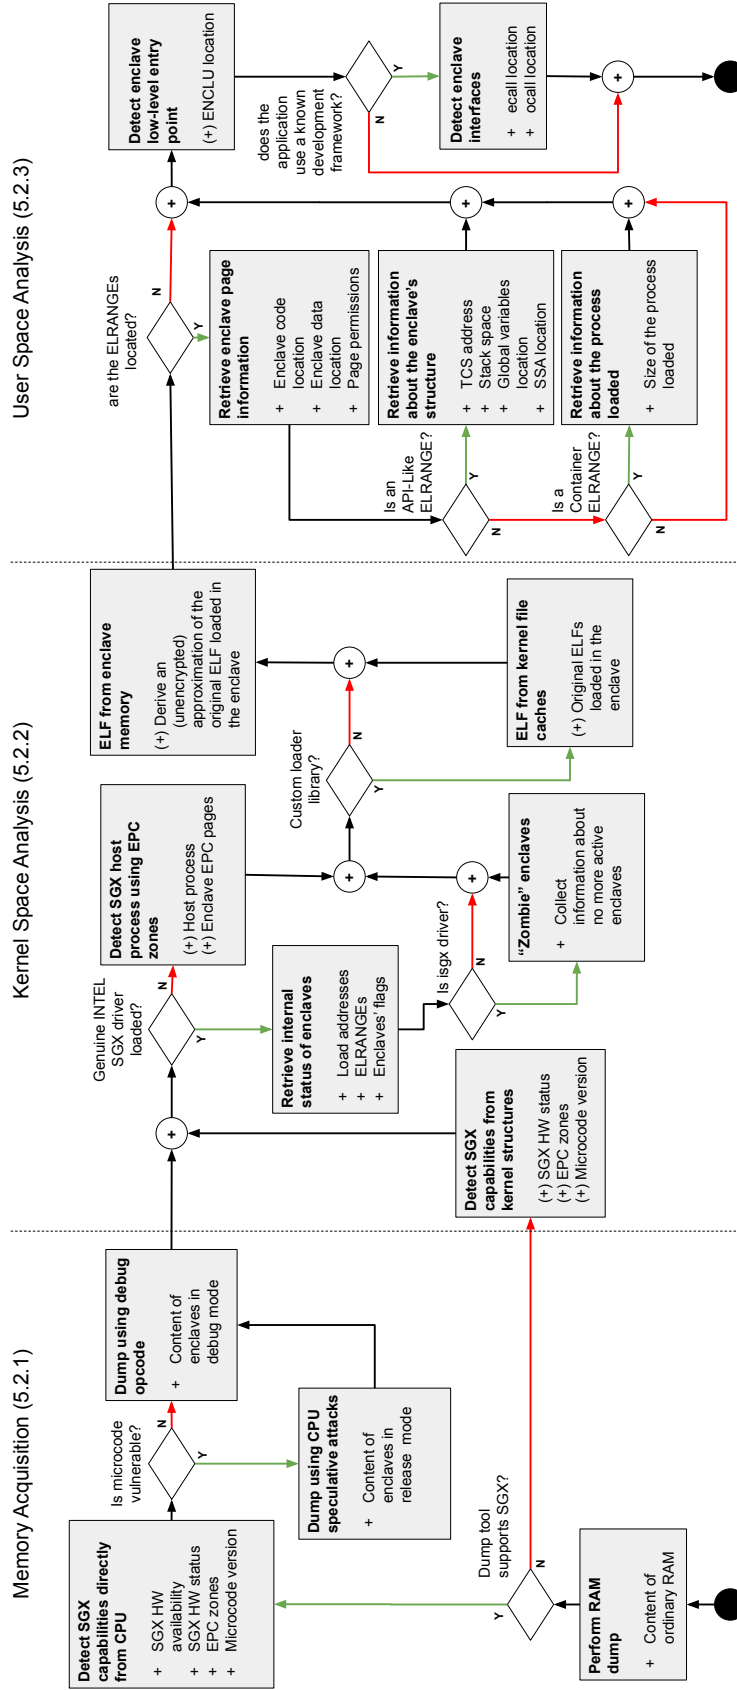 Memory Acquisition (5.2.1)
Detect SGX
capabilities directly
from CPU
+ SGX HW
availability
+ SGX HW status
+ EPC zones
+ Microcode version
Is microcode
vulnerable?
N
Y
Dump using debug
opcode
+ Content of
enclaves in
debug mode
Dump using CPU
speculative attacks
+ Content of
enclaves in
release mode
Dump tool
supports SGX?
Y
N
Perform RAM
dump
+ Content of
ordinary RAM
Kernel Space Analysis (5.2.2)
Genuine INTEL
SGX driver
loaded?
N
Y
+
Detect SGX host
process using EPC
zones
(+) Host process
(+) Enclave EPC pages
Retrieve internal
status of enclaves
+ Load addresses
+ ELRANGEs
+ Enclaves' flags
Detect SGX
capabilities from
kernel structures
(+) SGX HW status
(+) EPC zones
(+) Microcode version
Is isgx driver?
N
Y
+
+
"Zombie" enclaves
+ Collect
information about
no more active
enclaves
Custom loader
library?
N
Y
+
ELF from enclave
memory
(+) Derive an
(unencrypted)
approximation of the
original ELF loaded in
the enclave
ELF from kernel file
caches
(+) Original ELFs
loaded in the
enclave
User Space Analysis (5.2.3)
are the ELRANGEs
located?
N
Y
+
Retrieve enclave page
information
+ Enclave code
location
+ Enclave data
location
+ Page permissions
Is an
API-Like
ELRANGE?
Y
N
Retrieve information
about the enclave's
structure
+ TCS address
+ Stack space
+ Global variables
location
+ SSA location
+
Is a
Container
ELRANGE?
Y
N
Retrieve information
about the process
loaded
+ Size of the process
loaded
+
Detect enclave
low-level entry
point
(+) ENCLU location
does the
application
use a known
development
framework?
Y
N
Detect enclave
interfaces
+ ecall location
+ ocall location
+